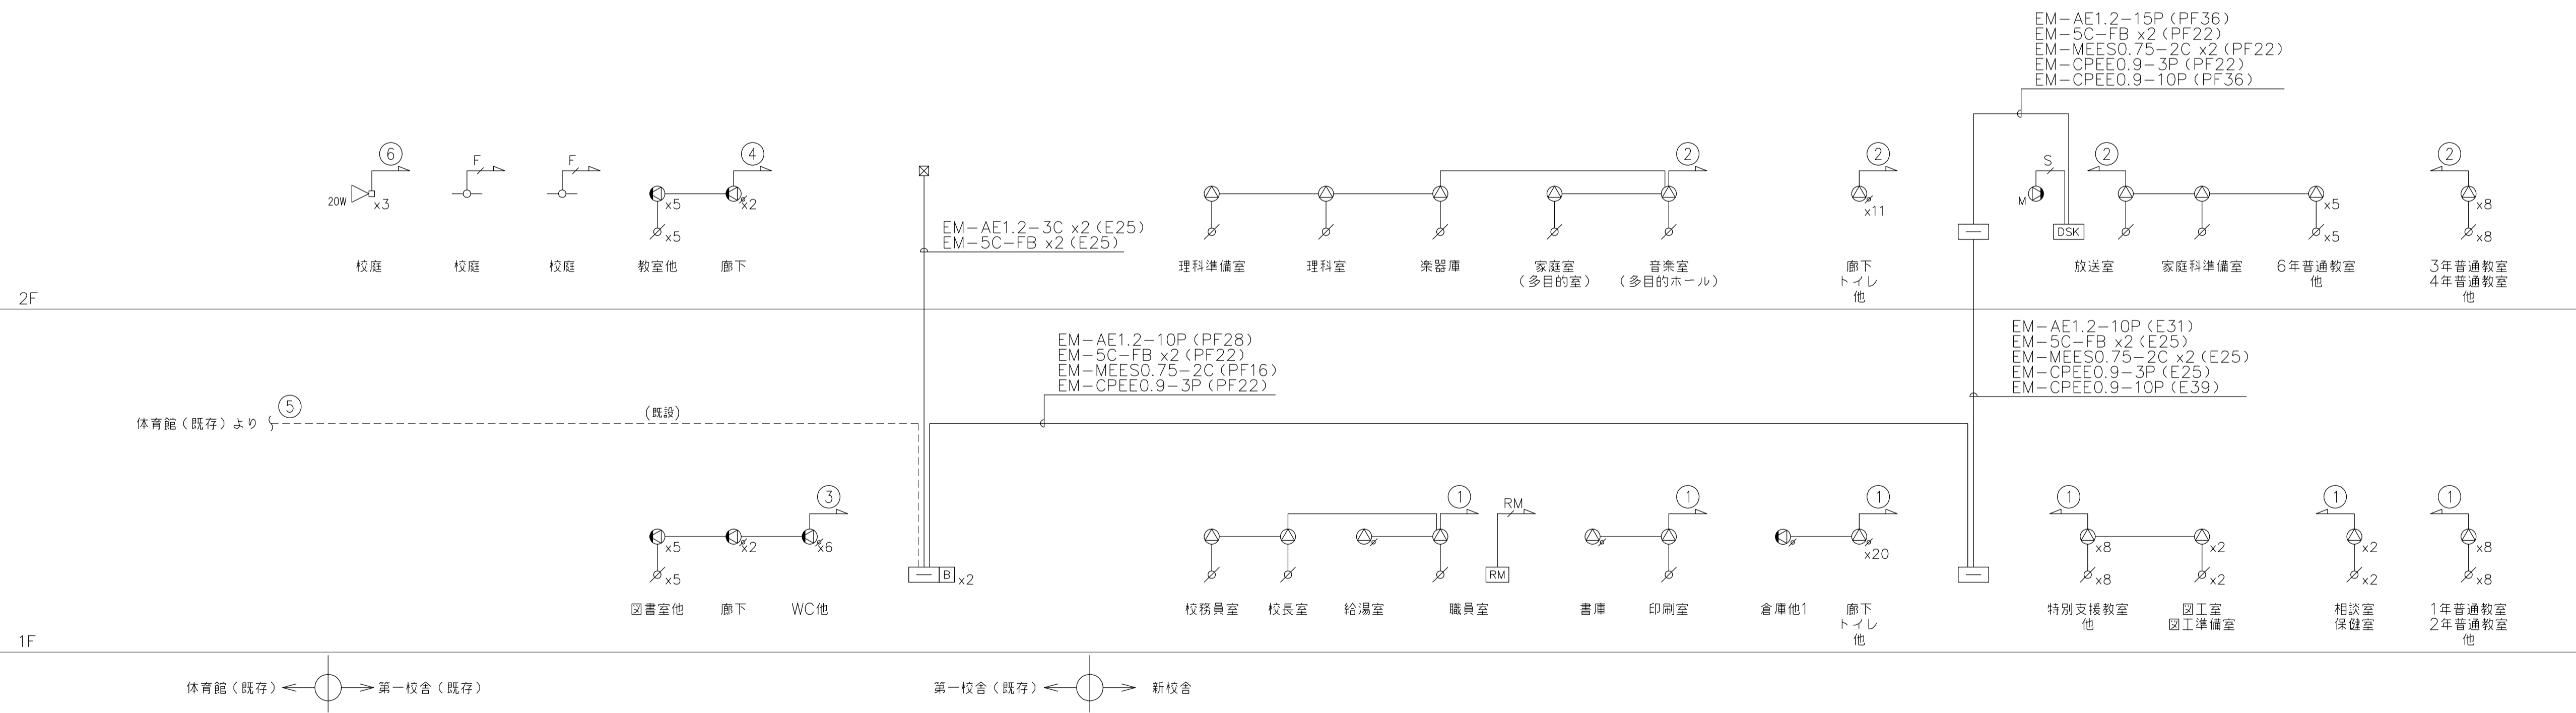 EM-AE1.2-15P(PF36)
EM-5C-FB x2(PF22)
EM-MEES0.75-2C x2(PF22)
EM-CPEE0.9-3P(PF22)
EM-CPEE0.9-10P(PF36)
⑥
F
F
④
②
②
S
②
②
20W
x3
x5
x2
x5
x11
M
DSK
x5
x5
x8
x8
EM-AE1.2-3C x2(E25)
EM-5C-FB x2(E25)
校庭
校庭
校庭
教室他
廊下
理科準備室
理科室
楽器庫
家庭室
(多目的室)
音楽室
(多目的ホール)
廊下
トイレ
他
放送室
家庭科準備室
6年普通教室
他
3年普通教室
4年普通教室
他
2F
EM-AE1.2-10P(PF28)
EM-5C-FB x2(PF22)
EM-MEES0.75-2C(PF16)
EM-CPEE0.9-3P(PF22)
EM-AE1.2-10P(E31)
EM-5C-FB x2(E25)
EM-MEES0.75-2C x2(E25)
EM-CPEE0.9-3P(E25)
EM-CPEE0.9-10P(E39)
⑤
(既設)
体育館(既存)より
③
①
RM
①
①
①
①
①
x5
x2
x6
x5
B
x2
RM
x20
x8
x8
x2
x2
x2
x2
x8
x8
図書室他
廊下
WC他
校務員室
校長室
給湯室
職員室
書庫
印刷室
倉庫他1
廊下
トイレ
他
特別支援教室
他
図工室
図工準備室
相談室
保健室
1年普通教室
2年普通教室
他
1F
体育館(既存)
第一校舎(既存)
第一校舎(既存)
新校舎